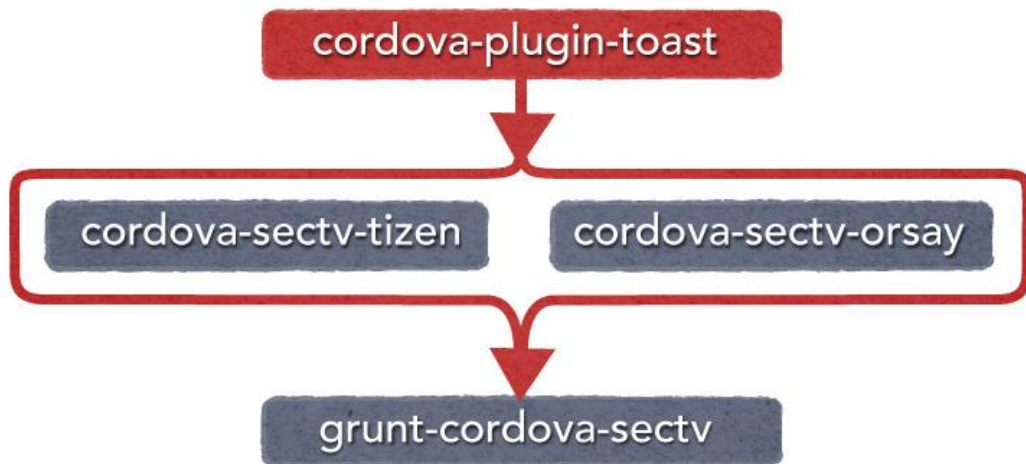 cordova-plugin-toast
cordova-sectv-tizen
cordova-sectv-orsay
grunt-cordova-sectv